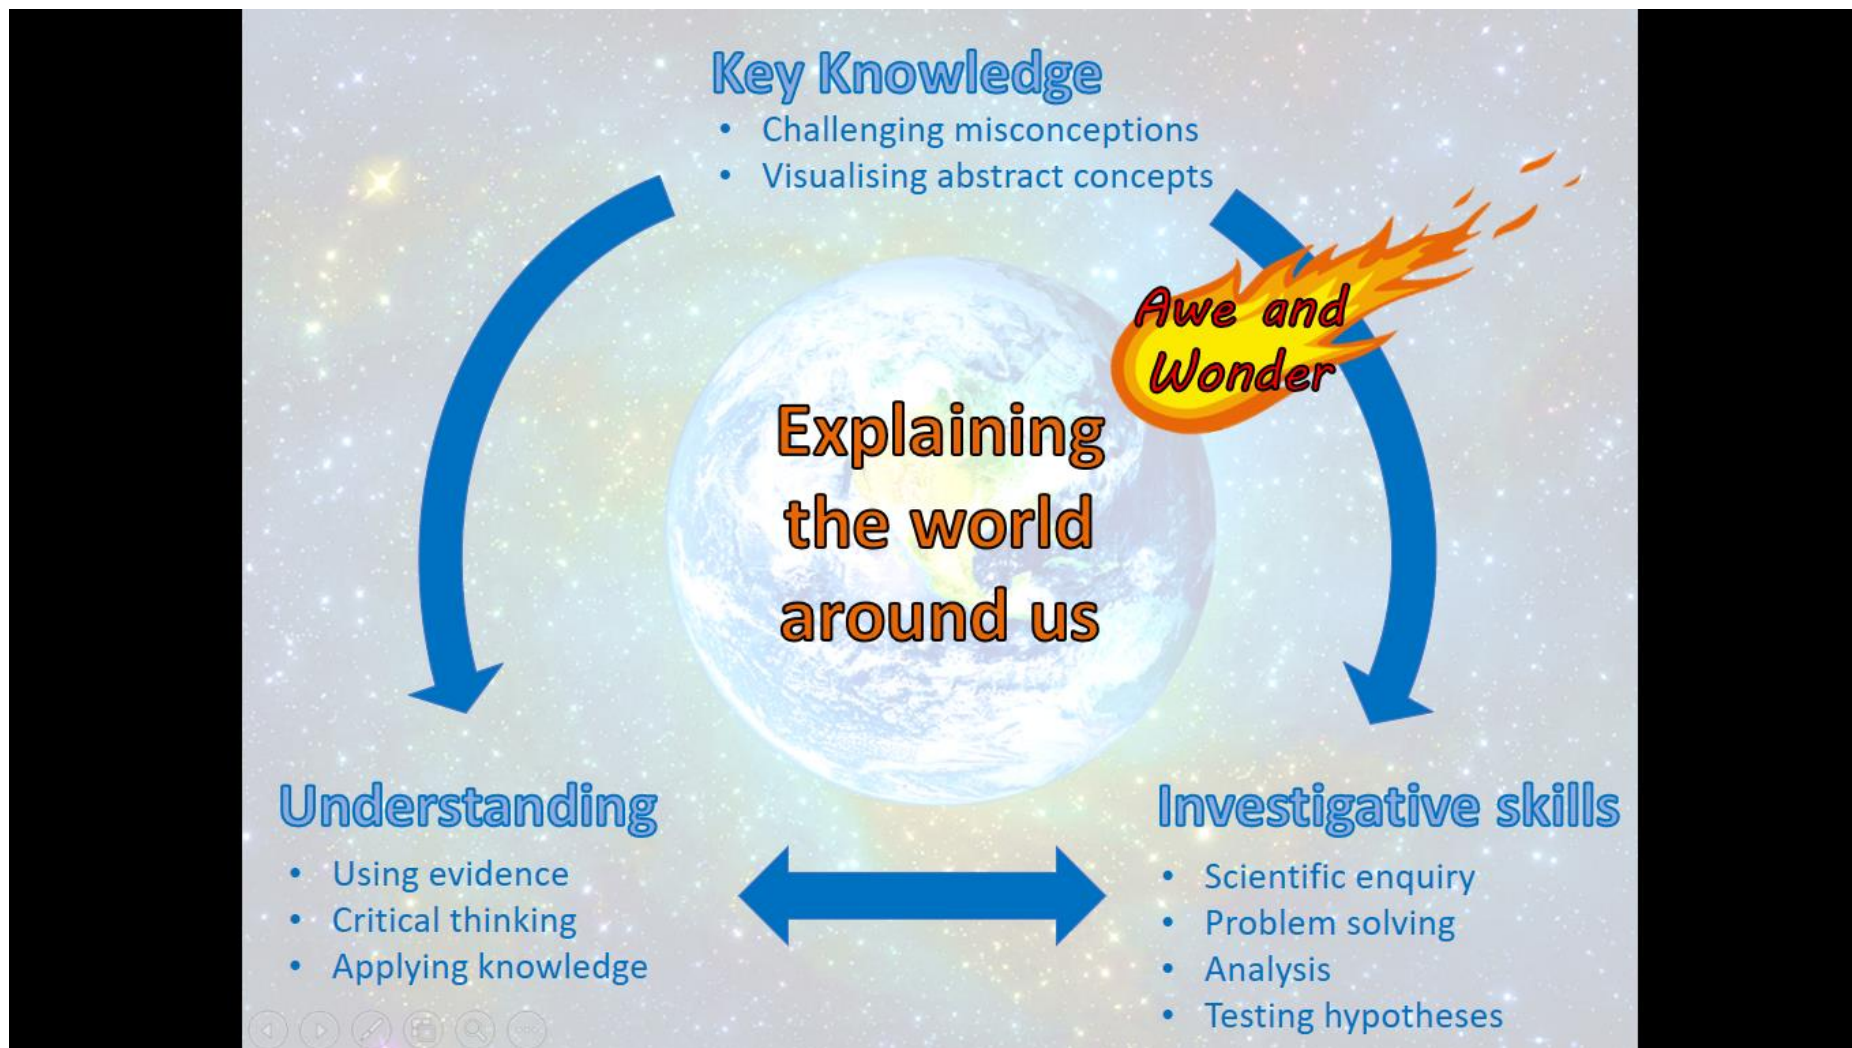 Key Knowledge
• Challenging misconceptions
• Visualising abstract concepts
Awe and
Wonder
Explaining
the world
around us
Understanding
• Using evidence
• Critical thinking
• Applying knowledge
Investigative skills
• Scientific enquiry
• Problem solving
• Analysis
• Testing hypotheses